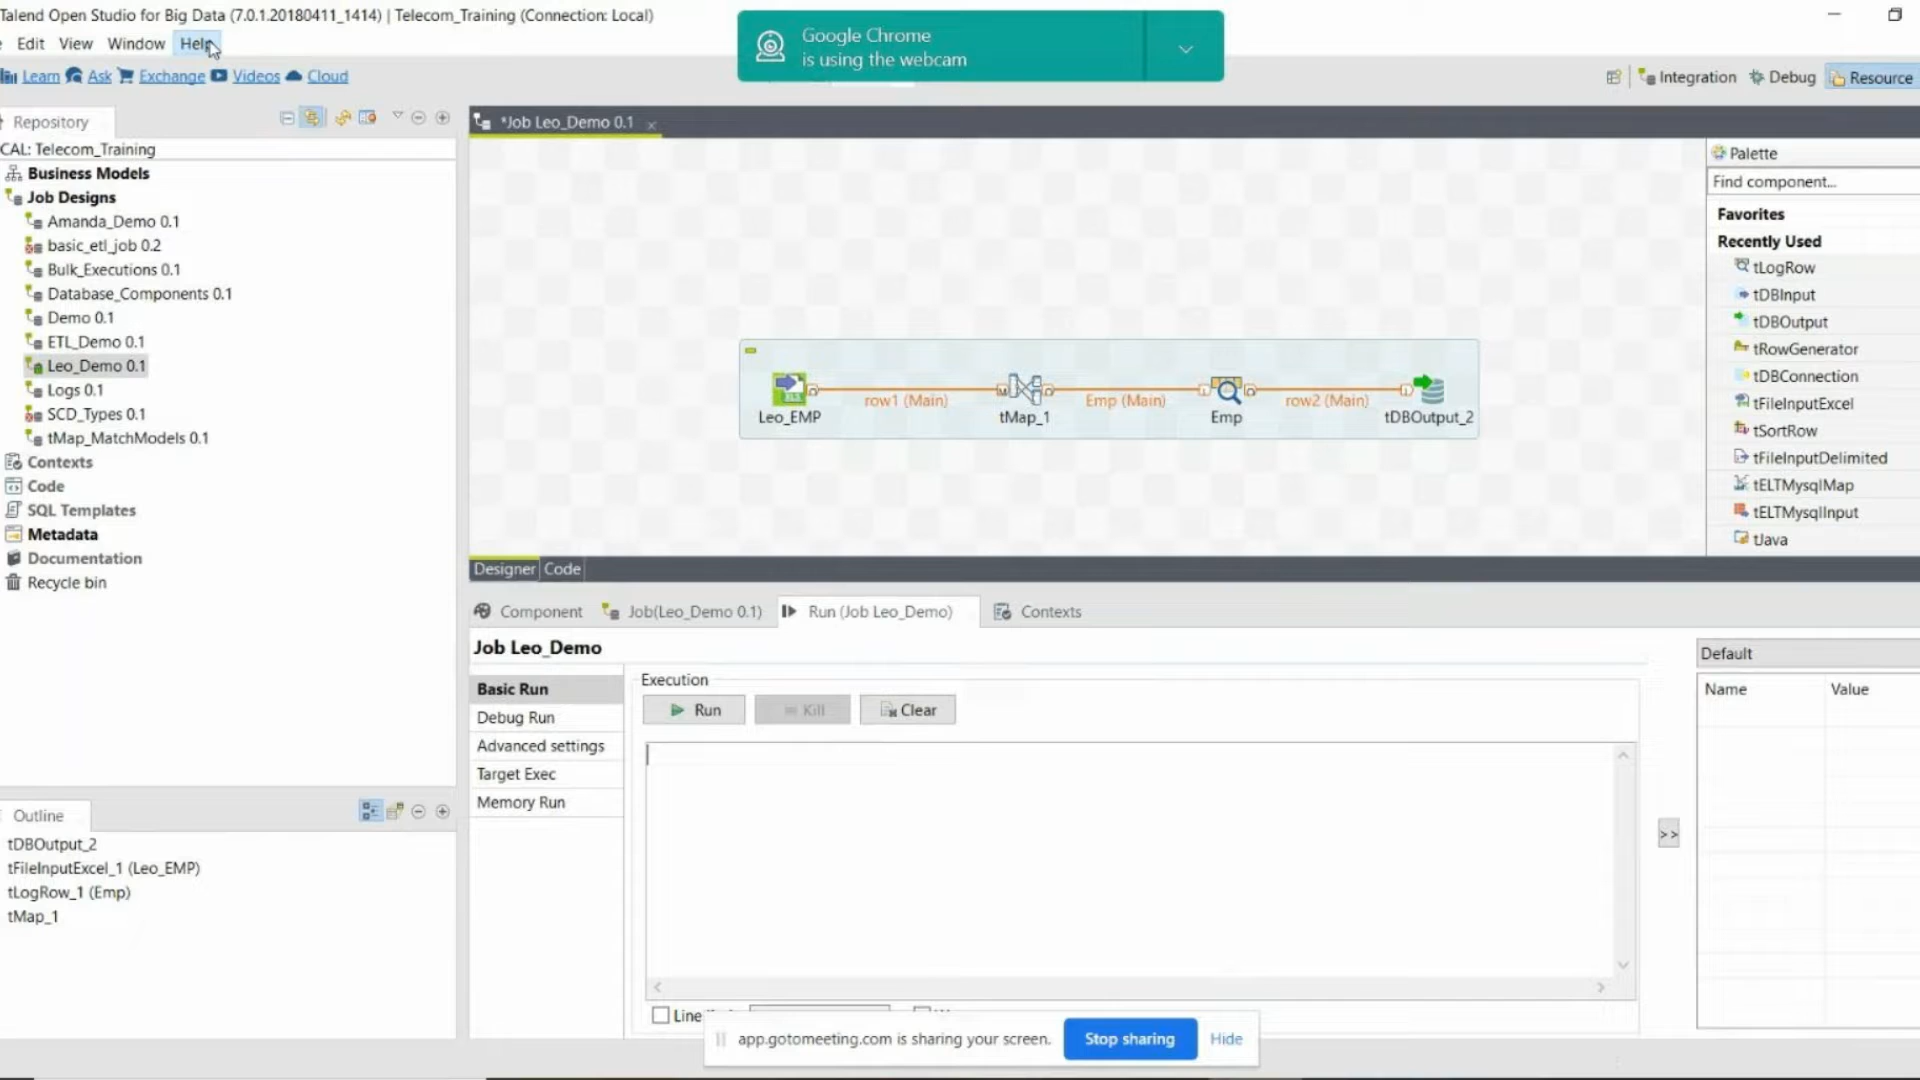 Talend Open Studio for Big Data (7.0.1.20180411_1414) | Telecom_Training (Connection: Local)
Edit View Window Help
Learn Ask Exchange Videos Cloud
Google Chrome
is using the webcam
Integration Debug Resource
Repository
CAL: Telecom_Training
Business Models
Job Designs
Amanda_Demo 0.1
basic_etl_job 0.2
Bulk_Executions 0.1
Database_Components 0.1
Demo 0.1
ETL_Demo 0.1
Leo_Demo 0.1
Logs 0.1
SCD_Types 0.1
tMap_MatchModels 0.1
Contexts
Code
SQL Templates
Metadata
Documentation
Recycle bin
*Job Leo_Demo 0.1
row1 (Main) Emp (Main) row2 (Main)
Leo_EMP tMap_1 Emp tDBOutput_2
Palette
Find component...
Favorites
Recently Used
tLogRow
tDBInput
tDBOutput
tRowGenerator
tDBConnection
tFileInputExcel
tSortRow
tFileInputDelimited
tELTMysqlMap
tELTMysqlInput
tJava
Designer Code
Component Job(Leo_Demo 0.1) Run (Job Leo_Demo) Contexts
Job Leo_Demo
Basic Run
Debug Run
Advanced settings
Target Exec
Memory Run
Execution
Run Kill Clear
Line
Default
Name Value
>>
Outline
tDBOutput_2
tFileInputExcel_1 (Leo_EMP)
tLogRow_1 (Emp)
tMap_1
app.gotomeeting.com is sharing your screen. Stop sharing Hide